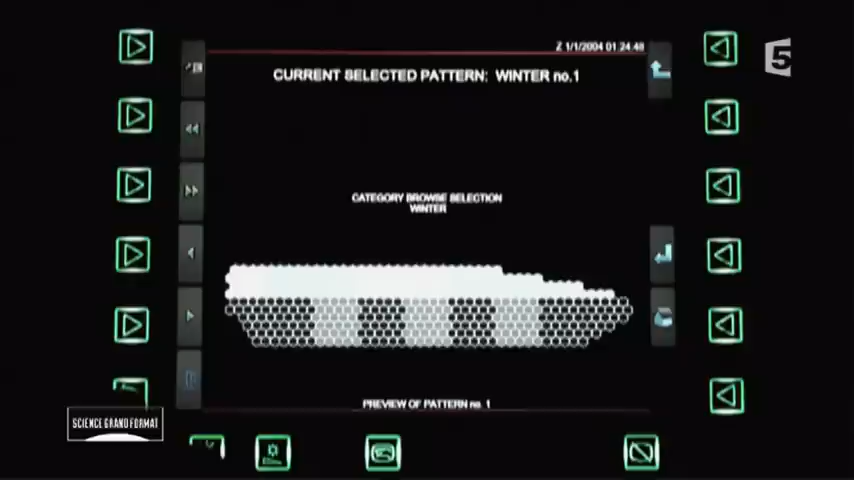 Z 1/1/2004 01:24:48
5
CURRENT SELECTED PATTERN: WINTER no.1
CATEGORY BROWSE SELECTION
WINTER
PREVIEW OF PATTERN no. 1
SCIENCE GRAND FORMAT